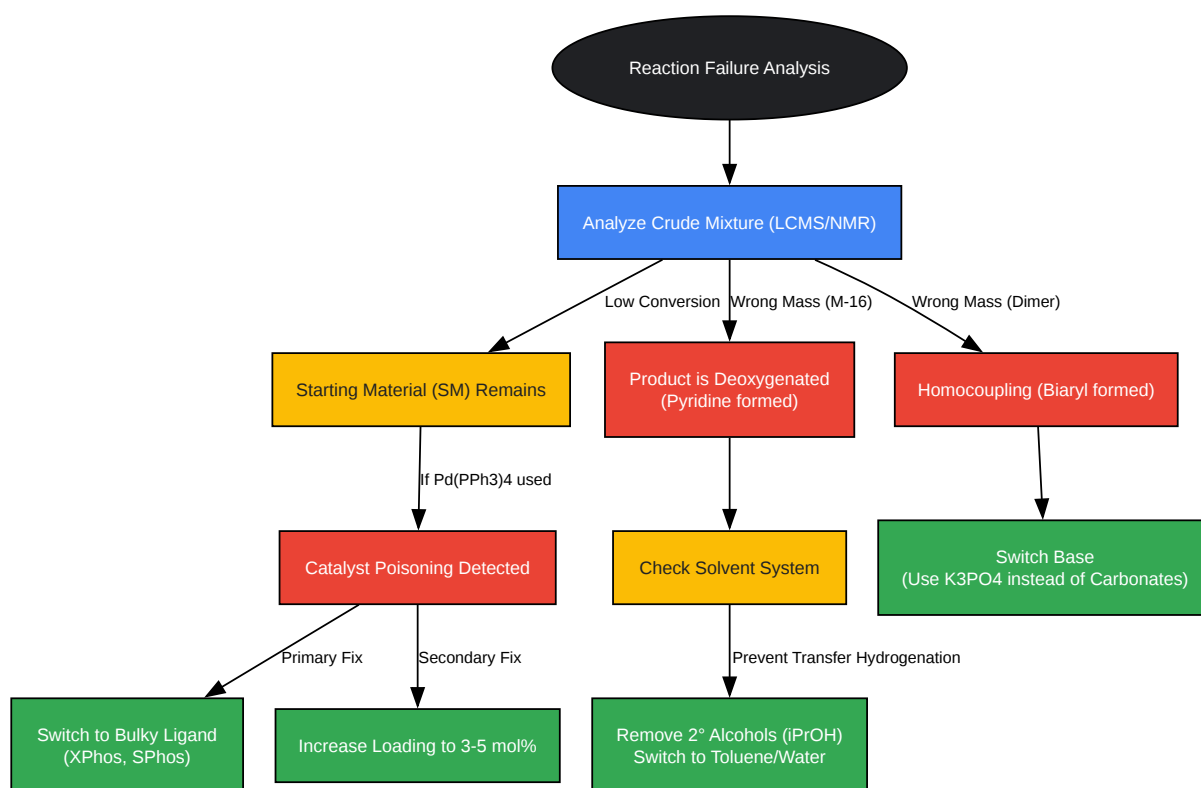 Reaction Failure Analysis
Analyze Crude Mixture (LCMS/NMR)
Low Conversion
Wrong Mass (M-16)
Wrong Mass (Dimer)
Starting Material (SM) Remains
Product is Deoxygenated
(Pyridine formed)
Homocoupling (Biaryl formed)
If Pd(PPh3)4 used
Catalyst Poisoning Detected
Check Solvent System
Switch Base
(Use K3PO4 instead of Carbonates)
Primary Fix
Secondary Fix
Prevent Transfer Hydrogenation
Switch to Bulky Ligand
(XPhos, SPhos)
Increase Loading to 3-5 mol%
Remove 2° Alcohols (iPrOH)
Switch to Toluene/Water